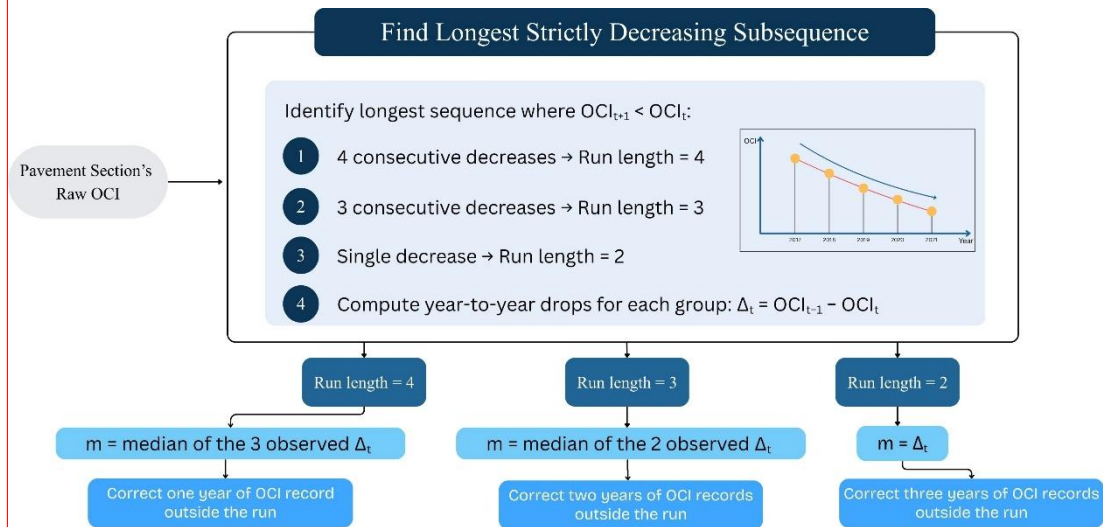 Find Longest Strictly Decreasing Subsequence
Pavement Section's
Raw OCI
Identify longest sequence where OCIₜ₊₁ < OCIₜ:
1 4 consecutive decreases → Run length = 4
2 3 consecutive decreases → Run length = 3
3 Single decrease → Run length = 2
4 Compute year-to-year drops for each group: Δₜ = OCIₜ₋₁ − OCIₜ
OCI
2018 2019 2020 2021 Year
Run length = 4
Run length = 3
Run length = 2
m = median of the 3 observed Δₜ
m = median of the 2 observed Δₜ
m = Δₜ
Correct one year of OCI record
outside the run
Correct two years of OCI records
outside the run
Correct three years of OCI records
outside the run